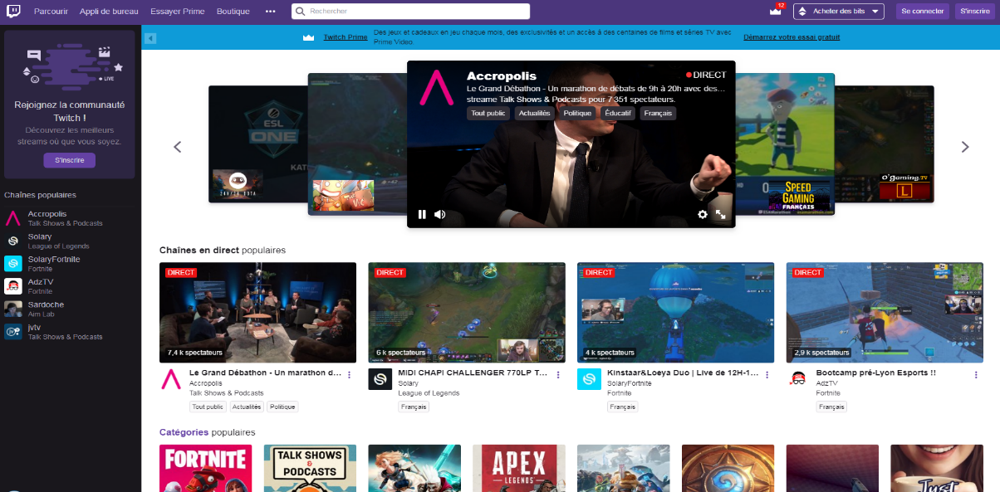 Parcourir Appli de bureau Essayer Prime Boutique ••• Rechercher 12 Acheter des bits Se connecter S'inscrire
Twitch Prime Des jeux et cadeaux en jeu chaque mois, des exclusivités et un accès à des centaines de films et séries TV avec
Prime Video. Démarrez votre essai gratuit
LIVE
Rejoignez la communauté
Twitch !
Découvrez les meilleurs
streams où que vous soyez.
S'inscrire
Chaînes populaires
Accropolis
Talk Shows & Podcasts
Solary
League of Legends
SolaryFortnite
Fortnite
AdzTV
Fortnite
Sardoche
Aim Lab
jvtv
Talk Shows & Podcasts
ESL
ONE
Accropolis DIRECT
Le Grand Débathon - Un marathon de débats de 9h à 20h avec des…
streame Talk Shows & Podcasts pour 7 351 spectateurs.
Tout public Actualités Politique Éducatif Français
SPEED
GAMING
FRANÇAIS
O'Gaming.TV
L
Chaînes en direct populaires
DIRECT
7,4 k spectateurs
Le Grand Débathon - Un marathon d…
Accropolis
Talk Shows & Podcasts
Tout public Actualités Politique
DIRECT
6 k spectateurs
MIDI CHAPI CHALLENGER 770LP T…
Solary
League of Legends
Français
DIRECT
4 k spectateurs
Kinstaar&Loeya Duo | Live de 12H-1…
SolaryFortnite
Fortnite
Français
DIRECT
2,9 k spectateurs
Bootcamp pré-Lyon Esports !!
AdzTV
Fortnite
Français
Catégories populaires
FORTNITE
TALK SHOWS
&
PODCASTS
APEX
LEGENDS
Just